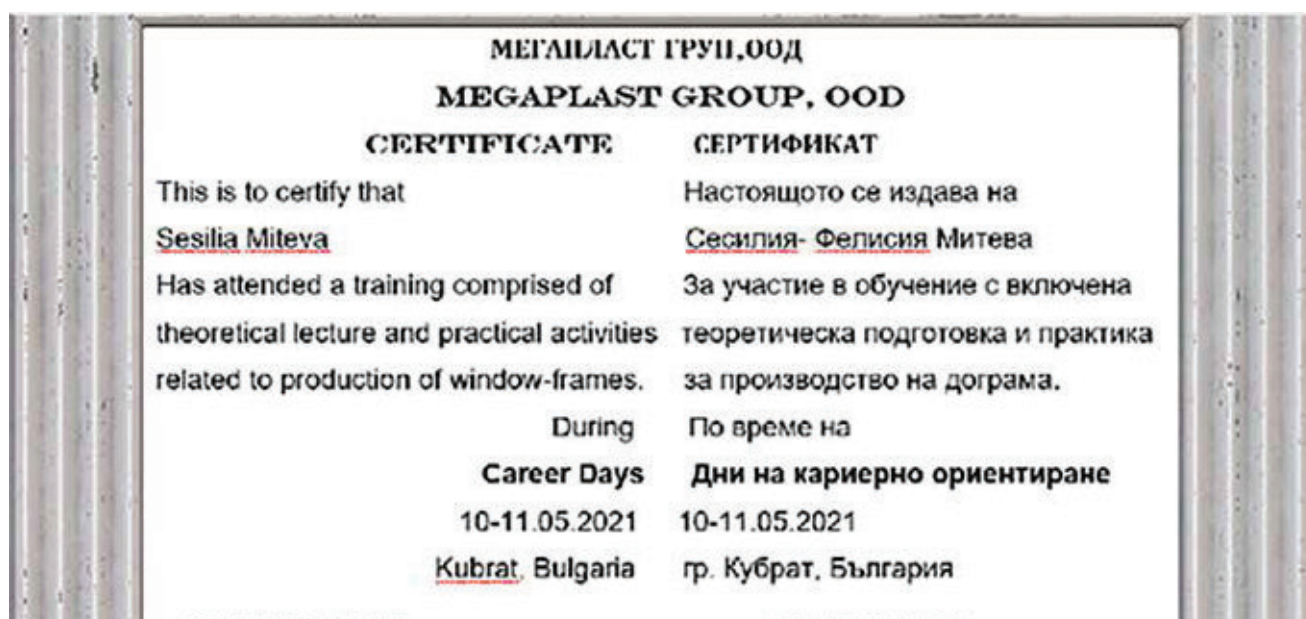 МЕГАПЛАСТ ГРУП,ООД
MEGAPLAST GROUP, OOD
CERTIFICATE СЕРТИФИКАТ
This is to certify that Настоящото се издава на
Sesilia Miteva Сесилия- Фелисия Митева
Has attended a training comprised of За участие в обучение с включена
theoretical lecture and practical activities теоретическа подготовка и практика
related to production of window-frames. за производство на дограма.
During По време на
Career Days Дни на кариерно ориентиране
10-11.05.2021 10-11.05.2021
Kubrat, Bulgaria гр. Кубрат, България